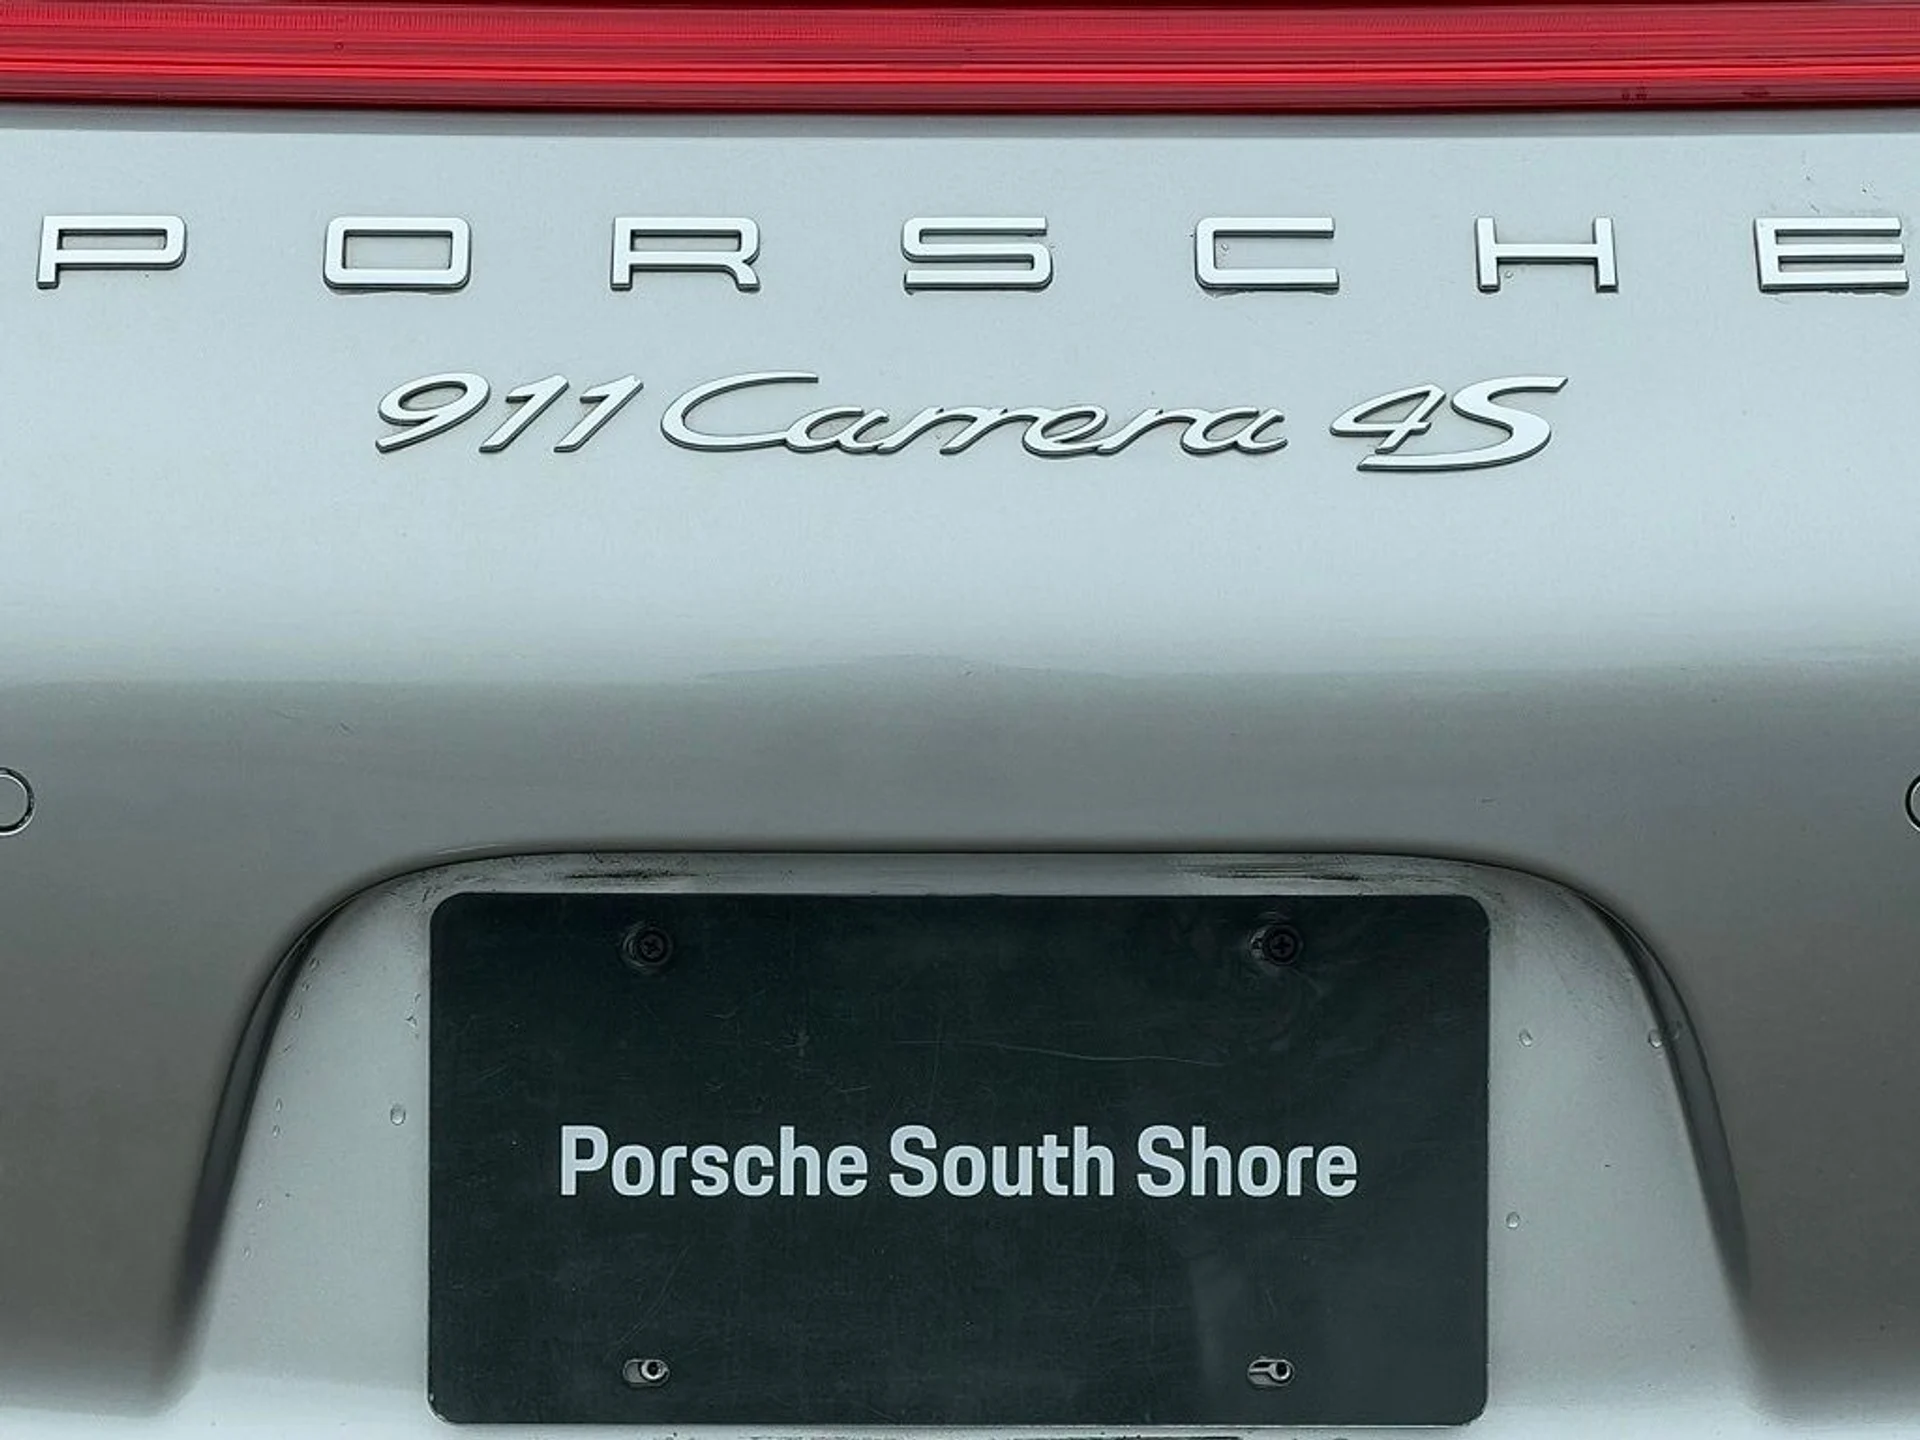 PORSCHE
911 Carrera 4S
Porsche South Shore